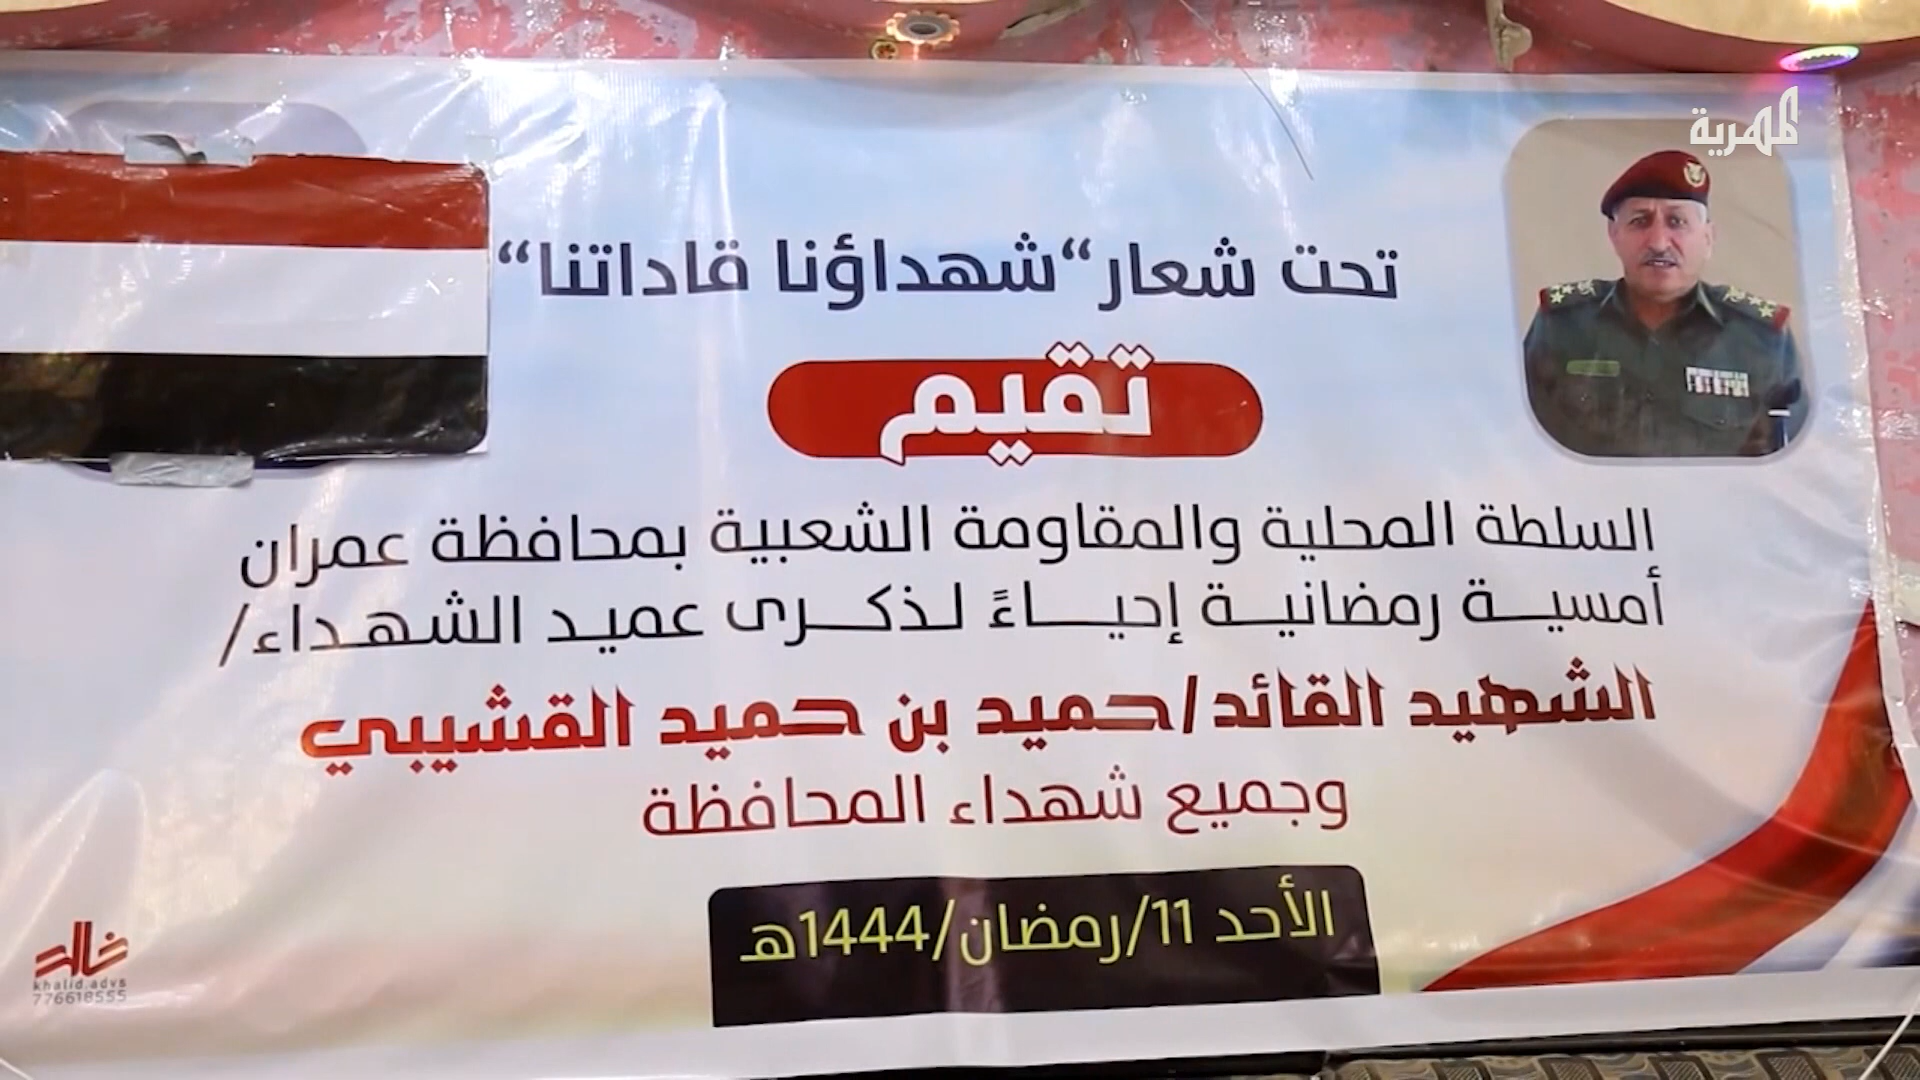 المهرية
تحت شعار“شهداؤنا قاداتنا“
تقيم
السلطة المحلية والمقاومة الشعبية بمحافظة عمران
أمسية رمضانية إحياءً لذكرى عميد الشهداء/
الشهيد القائد/حميد بن حميد القشيبي
وجميع شهداء المحافظة
الأحد 11/رمضان/1444هـ
خالد
khalid.advs
776618555